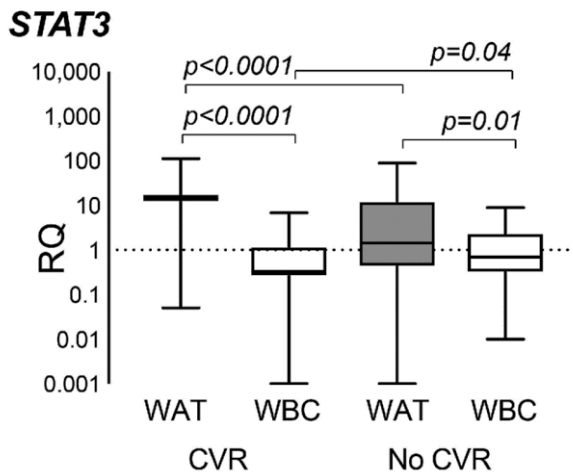 STAT3
10,000
p<0.0001
p=0.04
1,000
p<0.0001
p=0.01
100
10
RQ
1
0.1
0.01
0.001
WAT WBC WAT WBC
CVR No CVR